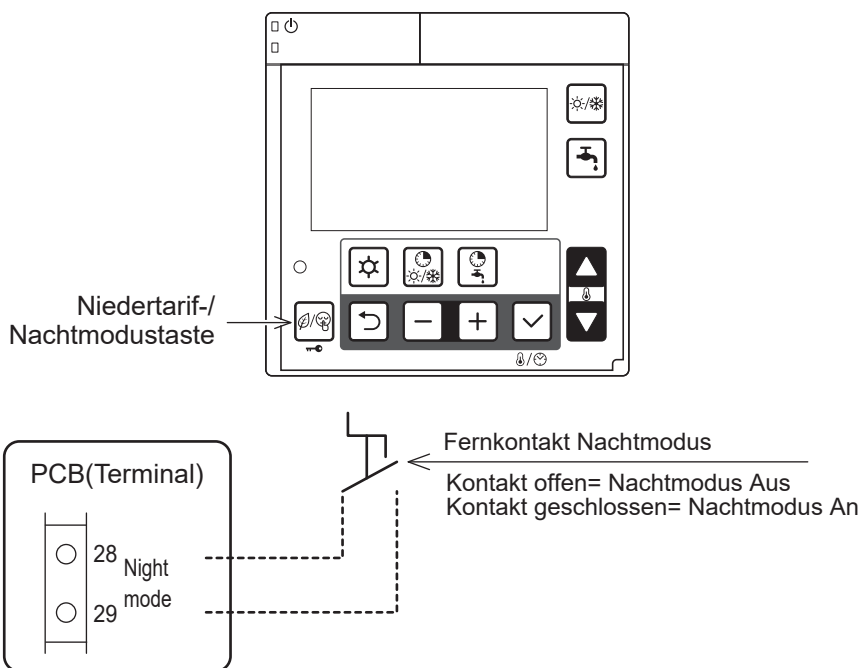 Niedertarif-/
Nachtmodustaste
Fernkontakt Nachtmodus
Kontakt offen= Nachtmodus Aus
Kontakt geschlossen= Nachtmodus An
PCB(Terminal)
28
Night
mode
29